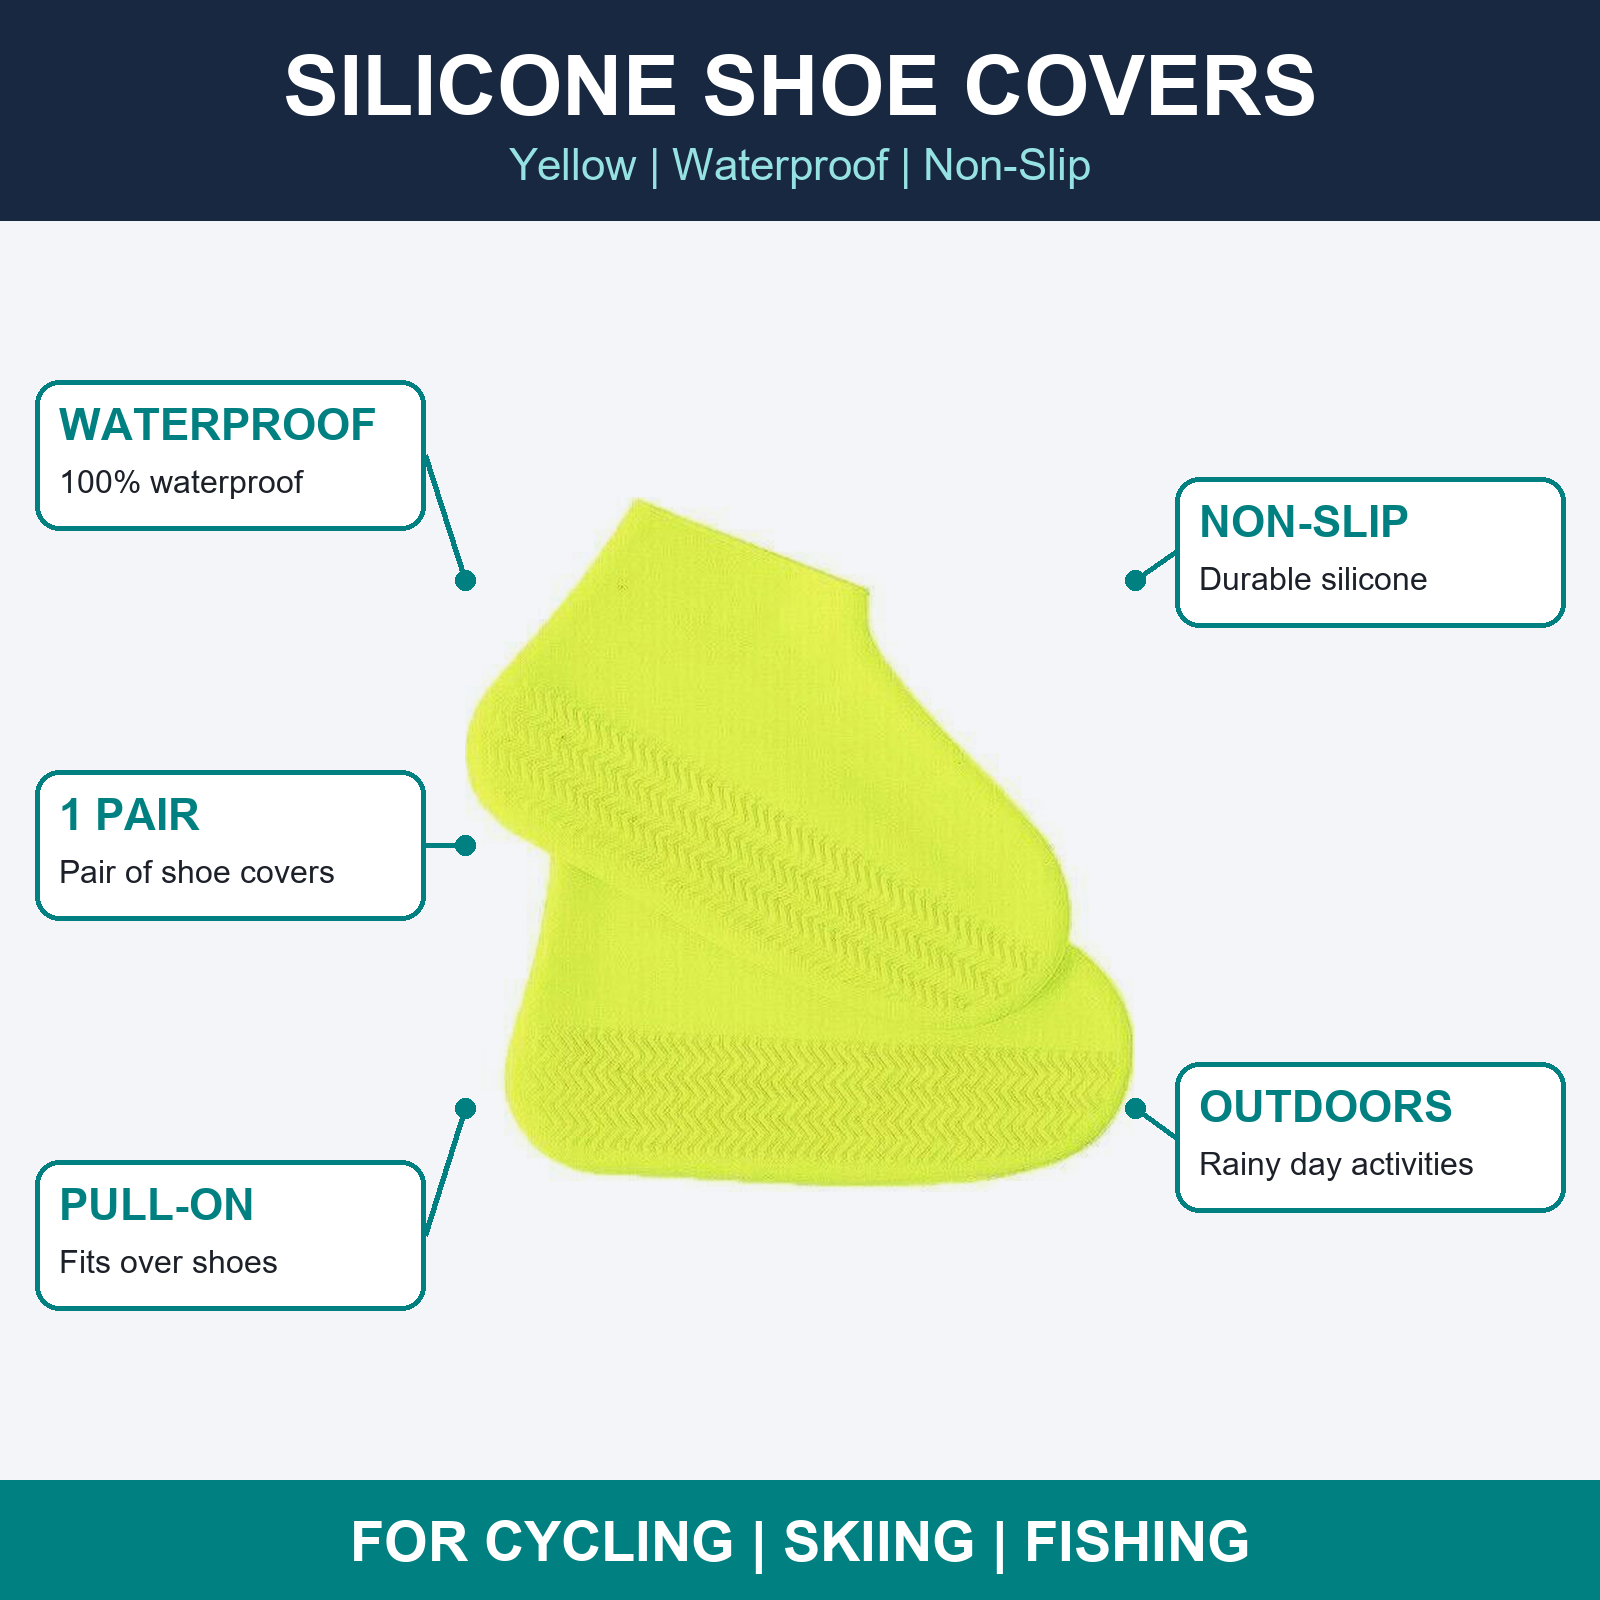 SILICONE SHOE COVERS
Yellow | Waterproof | Non-Slip
WATERPROOF
100% waterproof
NON-SLIP
Durable silicone
1 PAIR
Pair of shoe covers
OUTDOORS
Rainy day activities
PULL-ON
Fits over shoes
FOR CYCLING | SKIING | FISHING